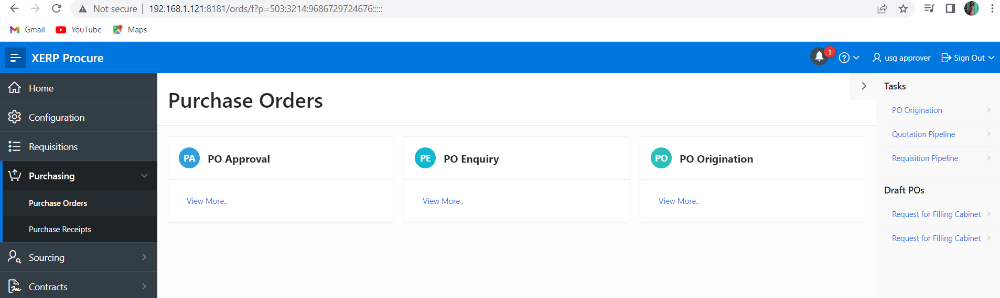 Not secure | 192.168.1.121:8181/ords/f?p=503:3214:9686729724676:::::
Gmail YouTube Maps
XERP Procure
1
usg approver
Sign Out
Home
Configuration
Requisitions
Purchasing
Purchase Orders
Purchase Receipts
Sourcing
Contracts
Purchase Orders
PA PO Approval
View More..
PE PO Enquiry
View More..
PO PO Origination
View More..
Tasks
PO Origination
Quotation Pipeline
Requisition Pipeline
Draft POs
Request for Filling Cabinet
Request for Filling Cabinet